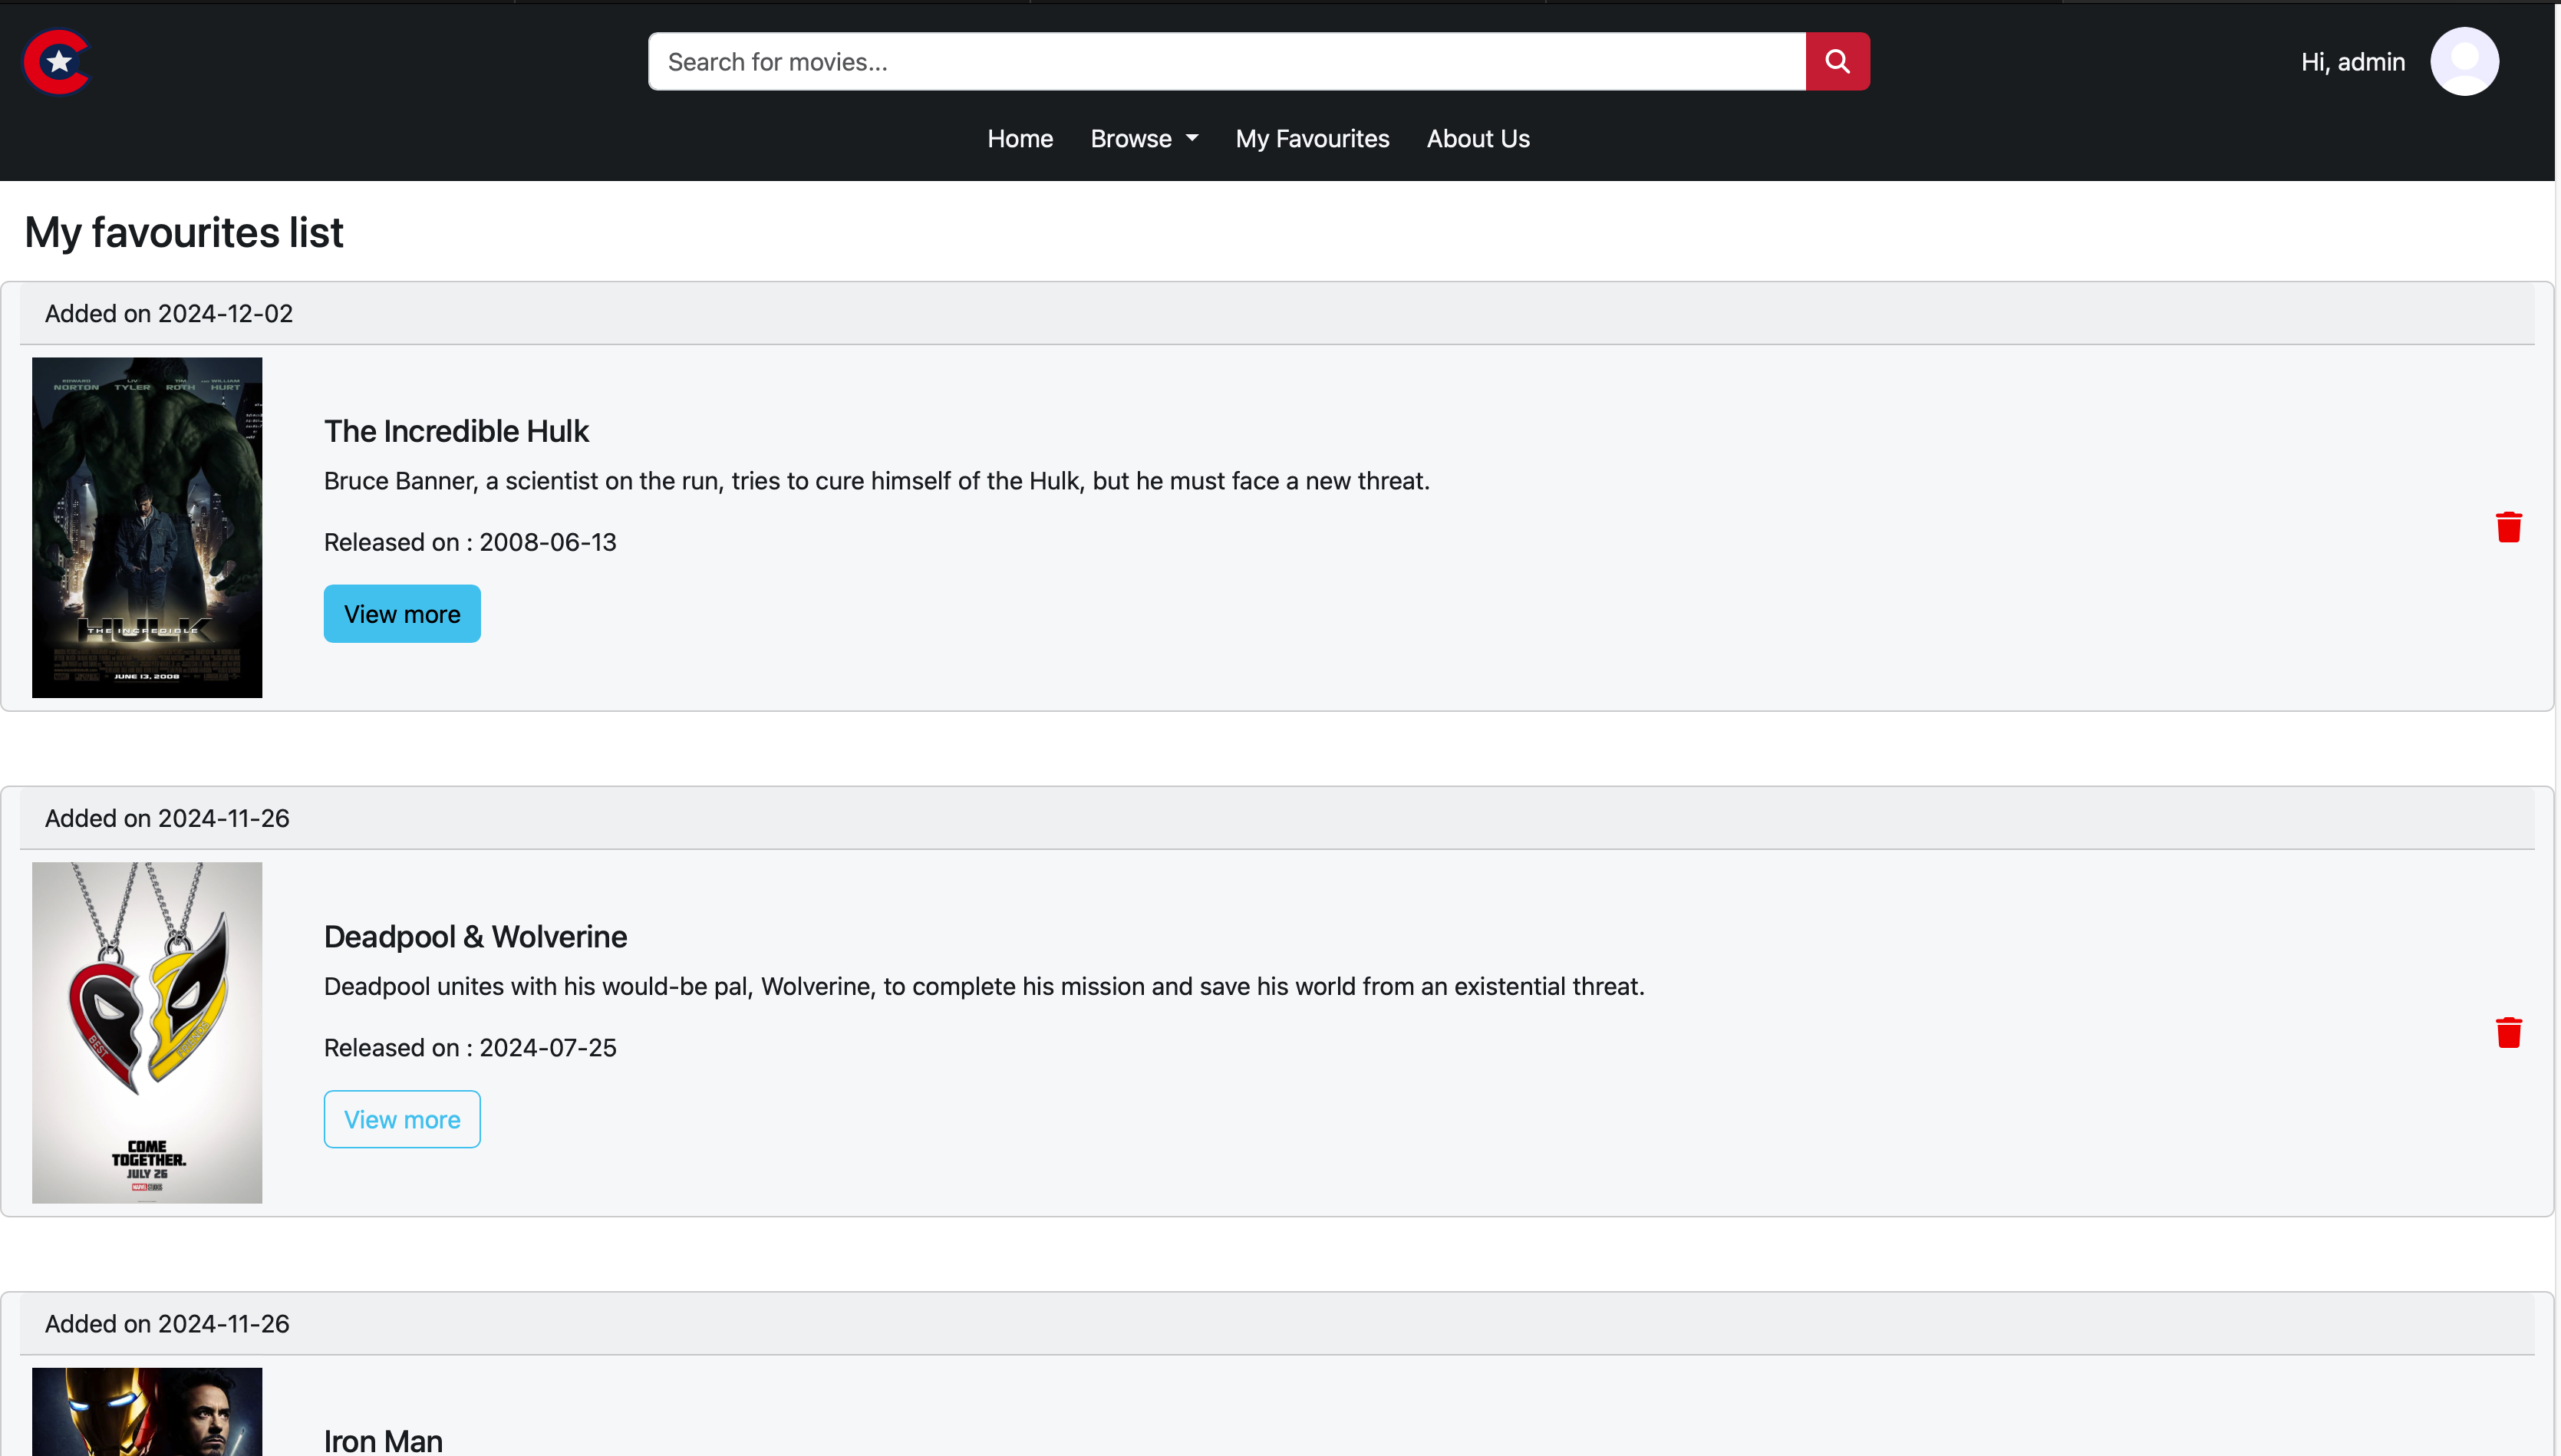 Search for movies...
Hi, admin
Home Browse My Favourites About Us
My favourites list
Added on 2024-12-02
EDWARD NORTON LIV TYLER TIM ROTH AND WILLIAM HURT
THE INCREDIBLE
HULK
JUNE 13, 2008
The Incredible Hulk
Bruce Banner, a scientist on the run, tries to cure himself of the Hulk, but he must face a new threat.
Released on : 2008-06-13
View more
Added on 2024-11-26
BEST
COME
TOGETHER.
JULY 26
MARVEL STUDIOS
Deadpool & Wolverine
Deadpool unites with his would-be pal, Wolverine, to complete his mission and save his world from an existential threat.
Released on : 2024-07-25
View more
Added on 2024-11-26
Iron Man